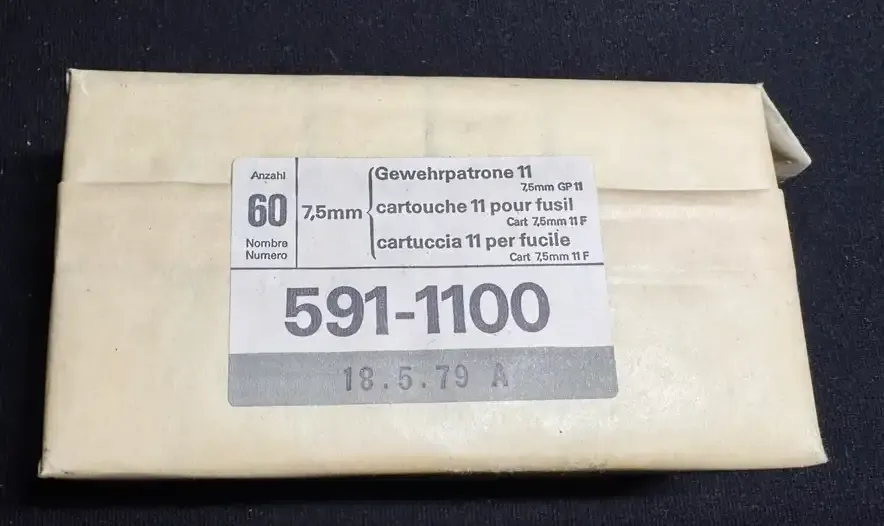 Anzahl
60
Nombre
Numero
7,5mm
Gewehrpatrone 11
7,5mm GP 11
cartouche 11 pour fusil
Cart 7,5mm 11 F
cartuccia 11 per fucile
Cart 7,5mm 11 F
591-1100
18.5.79 A